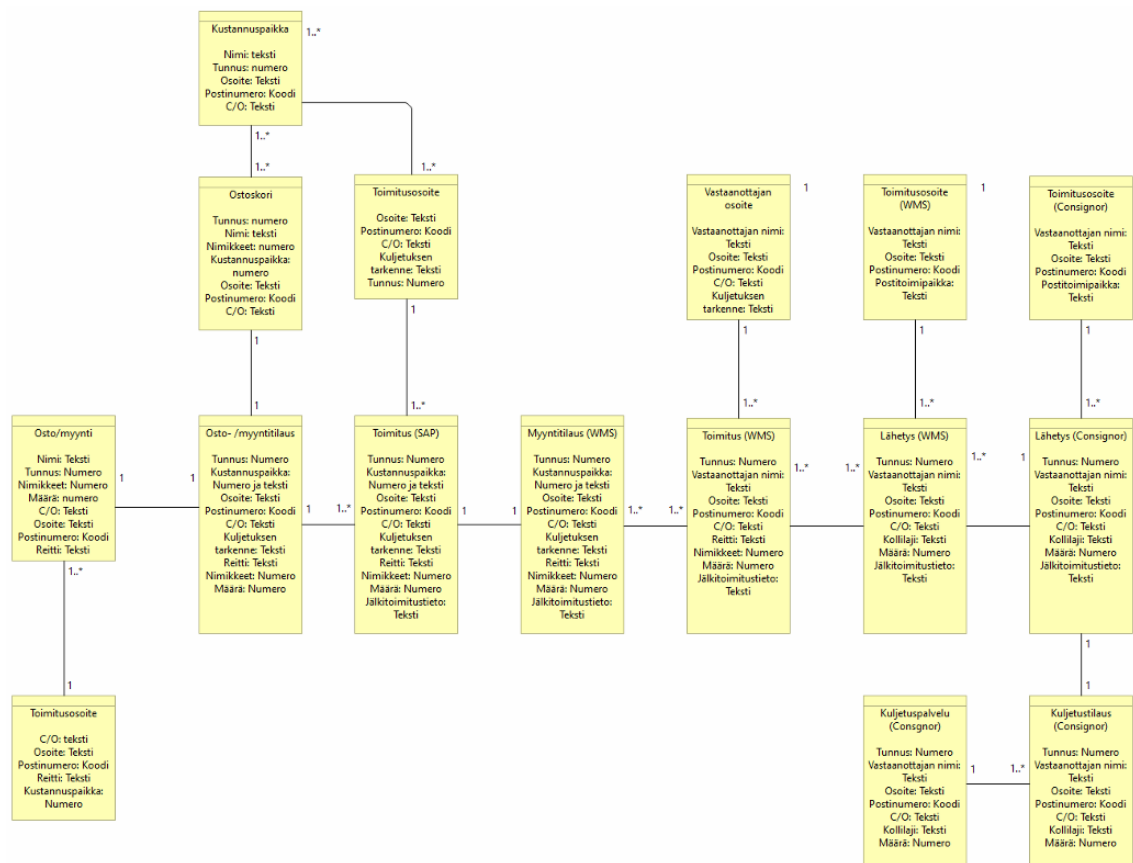 Kustannuspaikka
Nimi: teksti
Tunnus: numero
Osoite: Teksti
Postinumero: Koodi
C/O: Teksti
1..*
1..*
1..*
1..*
Ostoskori
Tunnus: numero
Nimi: teksti
Nimikkeet: numero
Kustannuspaikka:
numero
Osoite: Teksti
Postinumero: Koodi
C/O: Teksti
Toimitusosoite
Osoite: Teksti
Postinumero: Koodi
C/O: Teksti
Kuljetuksen
tarkenne: Teksti
Tunnus: Numero
Vastaanottajan
osoite
Vastaanottajan nimi:
Teksti
Osoite: Teksti
Postinumero: Koodi
C/O: Teksti
Kuljetuksen
tarkenne: Teksti
1
Toimitusosoite
(WMS)
Vastaanottajan nimi:
Teksti
Osoite: Teksti
Postinumero: Koodi
Postitoimipaikka:
Teksti
1
Toimitusosoite
(Consignor)
Vastaanottajan nimi:
Teksti
Osoite: Teksti
Postinumero: Koodi
Postitoimipaikka:
Teksti
1
1
1
1
1
1
1..*
1..*
1..*
1..*
Osto/myynti
Nimi: Teksti
Tunnus: Numero
Nimikkeet: Numero
Määrä: numero
C/O: Teksti
Osoite: Teksti
Postinumero: Koodi
Reitti: Teksti
1
1
Osto- /myyntitilaus
Tunnus: Numero
Kustannuspaikka:
Numero ja teksti
Osoite: Teksti
Postinumero: Koodi
C/O: Teksti
Kuljetuksen
tarkenne: Teksti
Reitti: Teksti
Nimikkeet: Numero
Määrä: Numero
1
1..*
Toimitus (SAP)
Tunnus: Numero
Kustannuspaikka:
Numero ja teksti
Osoite: Teksti
Postinumero: Koodi
C/O: Teksti
Kuljetuksen
tarkenne: Teksti
Reitti: Teksti
Nimikkeet: Numero
Määrä: Numero
Jälkitoimitustieto:
Teksti
1
1
Myyntitilaus (WMS)
Tunnus: Numero
Kustannuspaikka:
Numero ja teksti
Osoite: Teksti
Postinumero: Koodi
C/O: Teksti
Kuljetuksen
tarkenne: Teksti
Reitti: Teksti
Nimikkeet: Numero
Määrä: Numero
Jälkitoimitustieto:
Teksti
1..*
1..*
Toimitus (WMS)
Tunnus: Numero
Vastaanottajan nimi:
Teksti
Osoite: Teksti
Postinumero: Koodi
C/O: Teksti
Reitti: Teksti
Nimikkeet: Numero
Määrä: Numero
Jälkitoimitustieto:
Teksti
1..*
1..*
Lähetys (WMS)
Tunnus: Numero
Vastaanottajan nimi:
Teksti
Osoite: Teksti
Postinumero: Koodi
C/O: Teksti
Kollilaji: Teksti
Määrä: Numero
Jälkitoimitustieto:
Teksti
1..*
1
Lähetys (Consignor)
Tunnus: Numero
Vastaanottajan nimi:
Teksti
Osoite: Teksti
Postinumero: Koodi
C/O: Teksti
Kollilaji: Teksti
Määrä: Numero
Jälkitoimitustieto:
Teksti
1..*
1
1
1
Toimitusosoite
C/O: teksti
Osoite: Teksti
Postinumero: Koodi
Reitti: Teksti
Kustannuspaikka:
Numero
Kuljetuspalvelu
(Consgnor)
Tunnus: Numero
Vastaanottajan nimi:
Teksti
Osoite: Teksti
Postinumero: Koodi
C/O: Teksti
Kollilaji: Teksti
Määrä: Numero
1
1..*
Kuljetustilaus
(Consignor)
Tunnus: Numero
Vastaanottajan nimi:
Teksti
Osoite: Teksti
Postinumero: Koodi
C/O: Teksti
Kollilaji: Teksti
Määrä: Numero